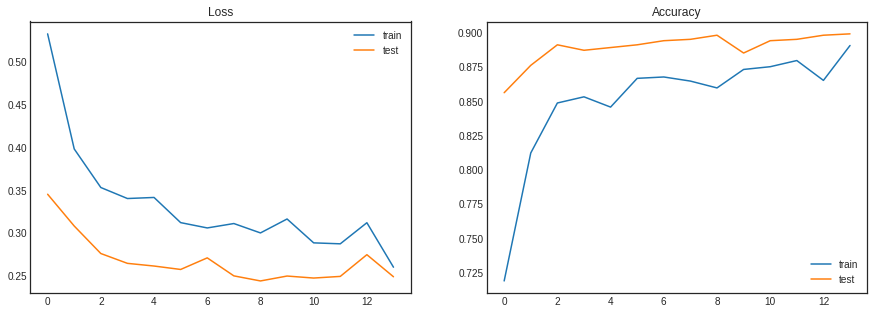 Loss
0.50
0.45
0.40
0.35
0.30
0.25
0 2 4 6 8 10 12
train
test
Accuracy
0.900
0.875
0.850
0.825
0.800
0.775
0.750
0.725
0 2 4 6 8 10 12
train
test